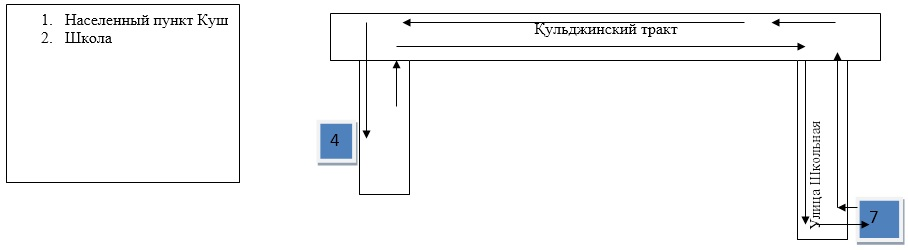 1. Населенный пункт Куш
2. Школа
Кульджинский тракт
4
Улица Школьная
7